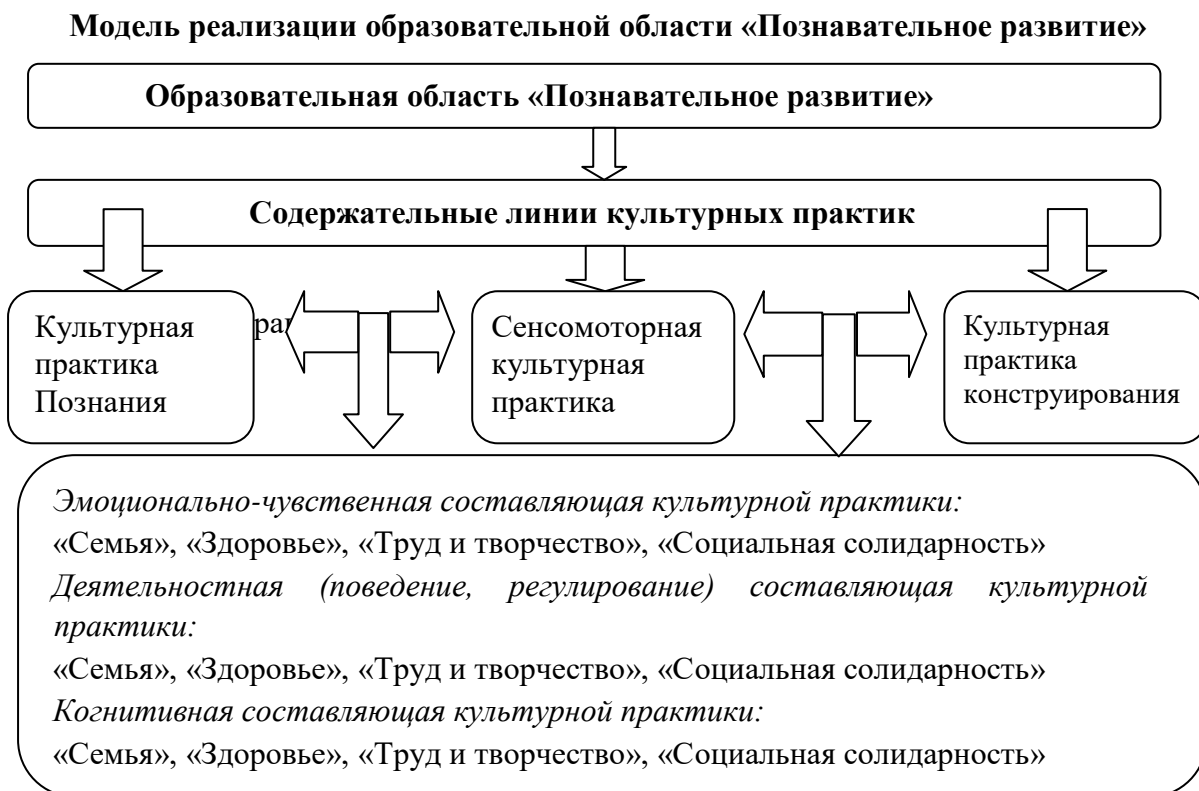 Модель реализации образовательной области «Познавательное развитие»
Образовательная область «Познавательное развитие»
Содержательные линии культурных практик
Культурная
практика
Познания
Сенсомоторная
культурная
практика
Культурная
практика
конструирования
Эмоционально-чувственная составляющая культурной практики:
«Семья», «Здоровье», «Труд и творчество», «Социальная солидарность»
Деятельностная (поведение, регулирование) составляющая культурной
практики:
«Семья», «Здоровье», «Труд и творчество», «Социальная солидарность»
Когнитивная составляющая культурной практики:
«Семья», «Здоровье», «Труд и творчество», «Социальная солидарность»